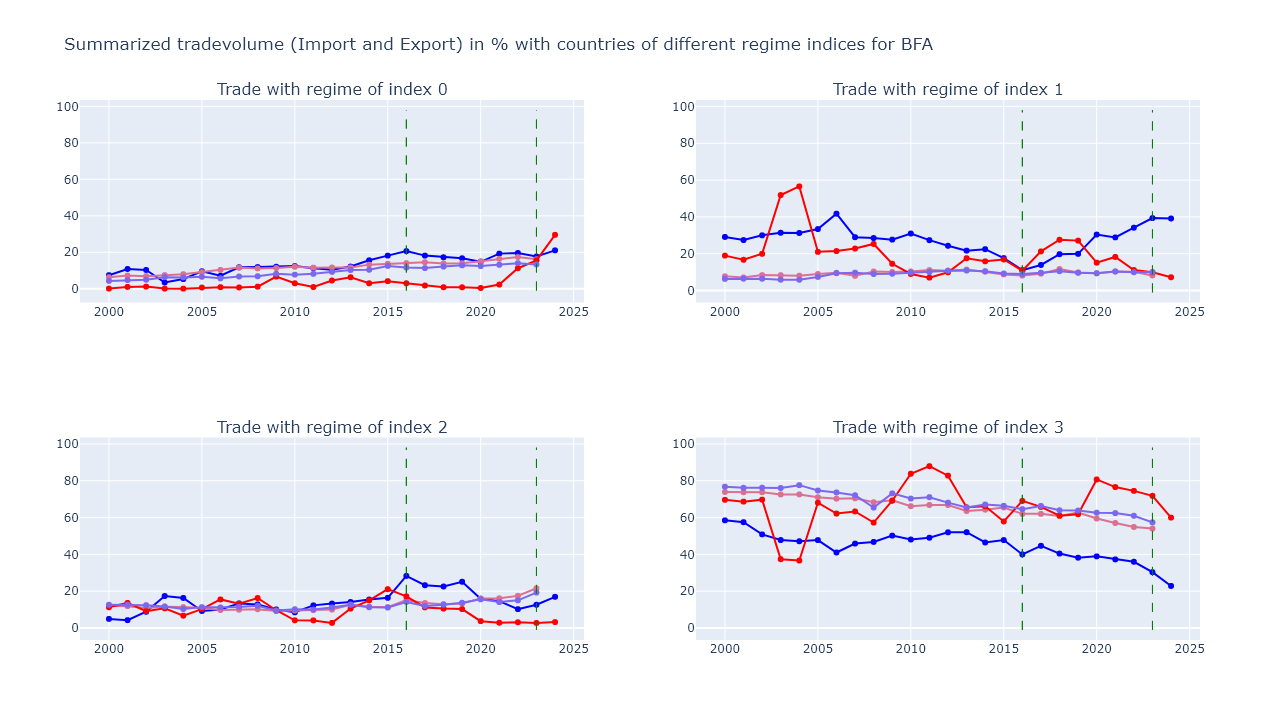 Summarized tradevolume (Import and Export) in % with countries of different regime indices for BFA
Trade with regime of index 0
100
80
60
40
20
0
2000 2005 2010 2015 2020 2025
Trade with regime of index 1
100
80
60
40
20
0
2000 2005 2010 2015 2020 2025
Trade with regime of index 2
100
80
60
40
20
0
2000 2005 2010 2015 2020 2025
Trade with regime of index 3
100
80
60
40
20
0
2000 2005 2010 2015 2020 2025